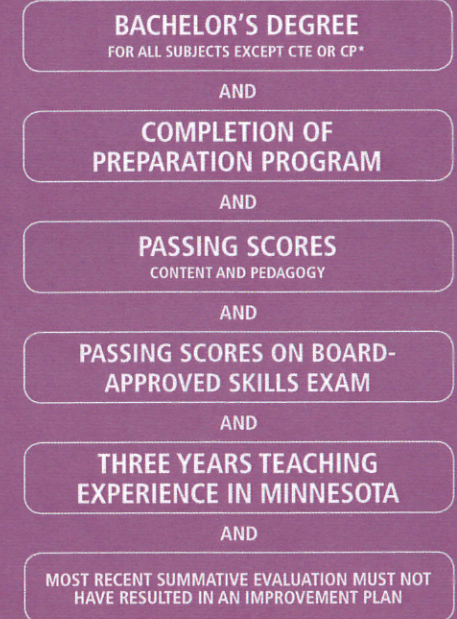 BACHELOR'S DEGREE
FOR ALL SUBJECTS EXCEPT CTE OR CP*
AND
COMPLETION OF
PREPARATION PROGRAM
AND
PASSING SCORES
CONTENT AND PEDAGOGY
AND
PASSING SCORES ON BOARD-
APPROVED SKILLS EXAM
AND
THREE YEARS TEACHING
EXPERIENCE IN MINNESOTA
AND
MOST RECENT SUMMATIVE EVALUATION MUST NOT
HAVE RESULTED IN AN IMPROVEMENT PLAN